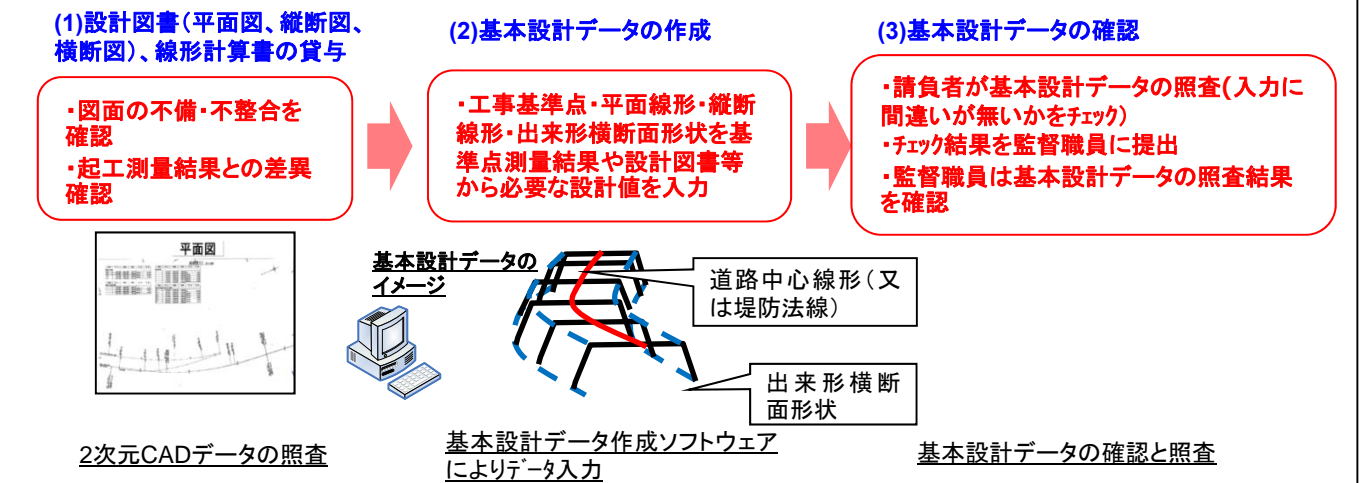 (1)設計図書(平面図、縦断図、
横断図)、線形計算書の貸与
・図面の不備・不整合を
確認
・起工測量結果との差異
確認
(2)基本設計データの作成
・工事基準点・平面線形・縦断
線形・出来形横断面形状を基
準点測量結果や設計図書等
から必要な設計値を入力
(3)基本設計データの確認
・請負者が基本設計データの照査(入力に
間違いが無いかをチェック)
・チェック結果を監督職員に提出
・監督職員は基本設計データの照査結果
を確認
平面図
2次元CADデータの照査
基本設計データの
イメージ
道路中心線形(又
は堤防法線)
出来形横断
面形状
基本設計データ作成ソフトウェア
によりデータ入力
基本設計データの確認と照査